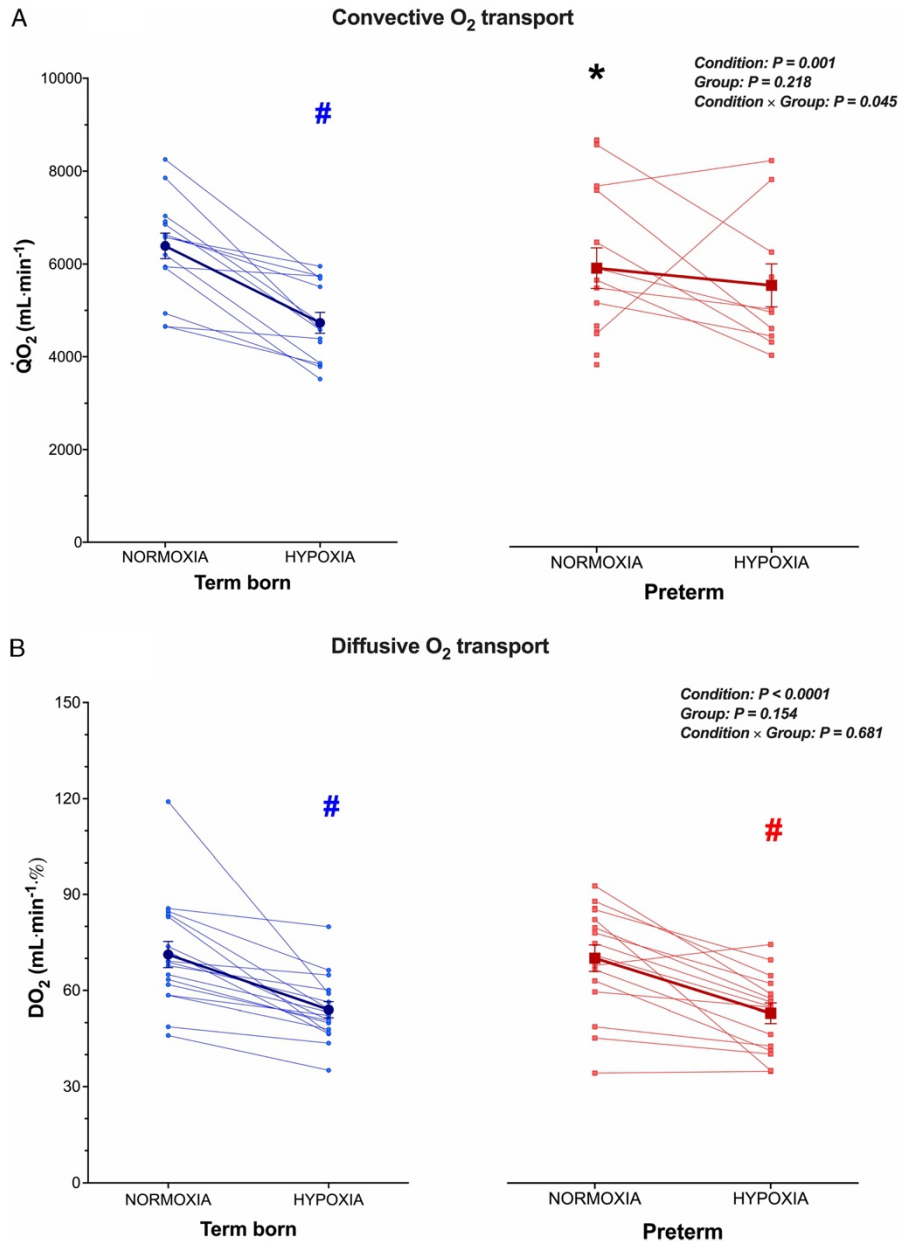 A
Convective O₂ transport
Condition: P = 0.001
Group: P = 0.218
Condition × Group: P = 0.045
*
#
10000
8000
6000
4000
2000
0
Q̇O₂ (mL·min⁻¹)
NORMOXIA HYPOXIA
Term born
NORMOXIA HYPOXIA
Preterm
B
Diffusive O₂ transport
Condition: P < 0.0001
Group: P = 0.154
Condition × Group: P = 0.681
#
#
150
120
90
60
30
0
DO₂ (mL·min⁻¹·%)
NORMOXIA HYPOXIA
Term born
NORMOXIA HYPOXIA
Preterm